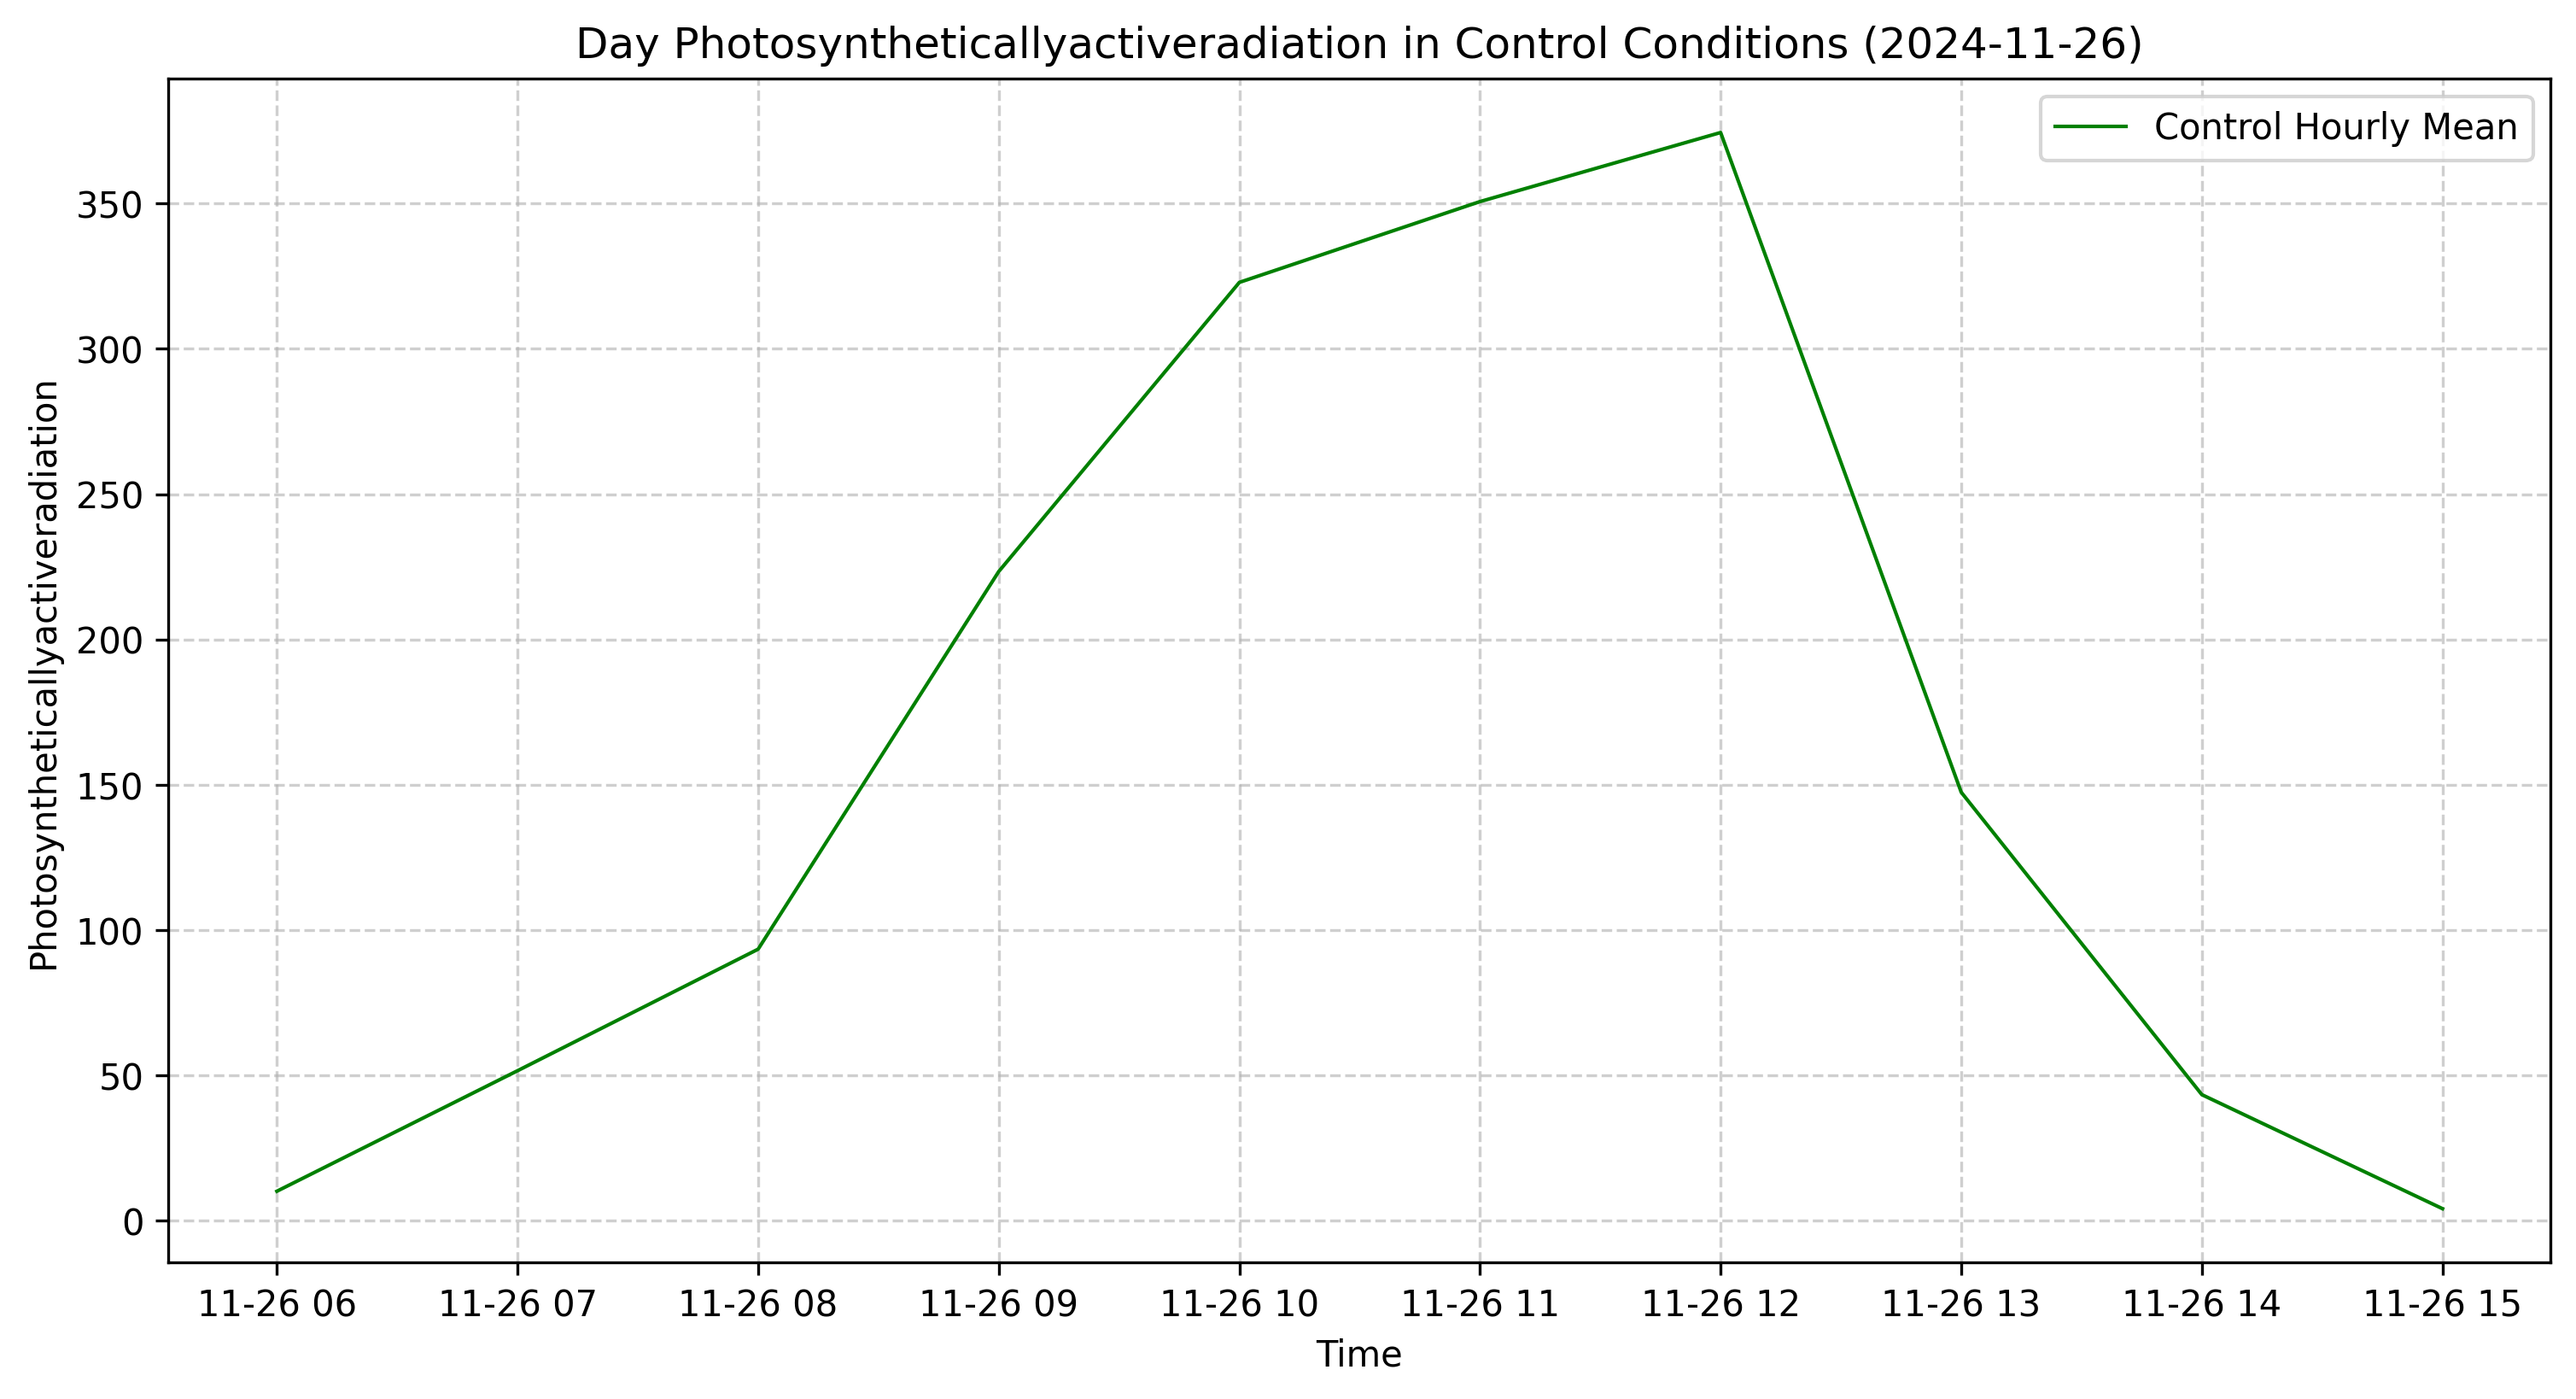 Day Photosyntheticallyactiveradiation in Control Conditions (2024-11-26)
Control Hourly Mean
Photosyntheticallyactiveradiation
350
300
250
200
150
100
50
0
11-26 06 11-26 07 11-26 08 11-26 09 11-26 10 11-26 11 11-26 12 11-26 13 11-26 14 11-26 15
Time